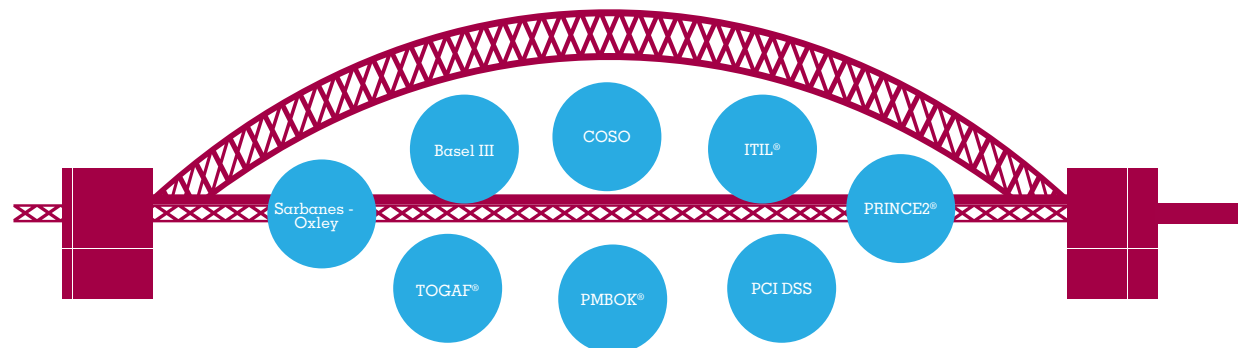 COSO
Basel III
ITIL®
Sarbanes -
Oxley
PRINCE2®
TOGAF®
PMBOK®
PCI DSS